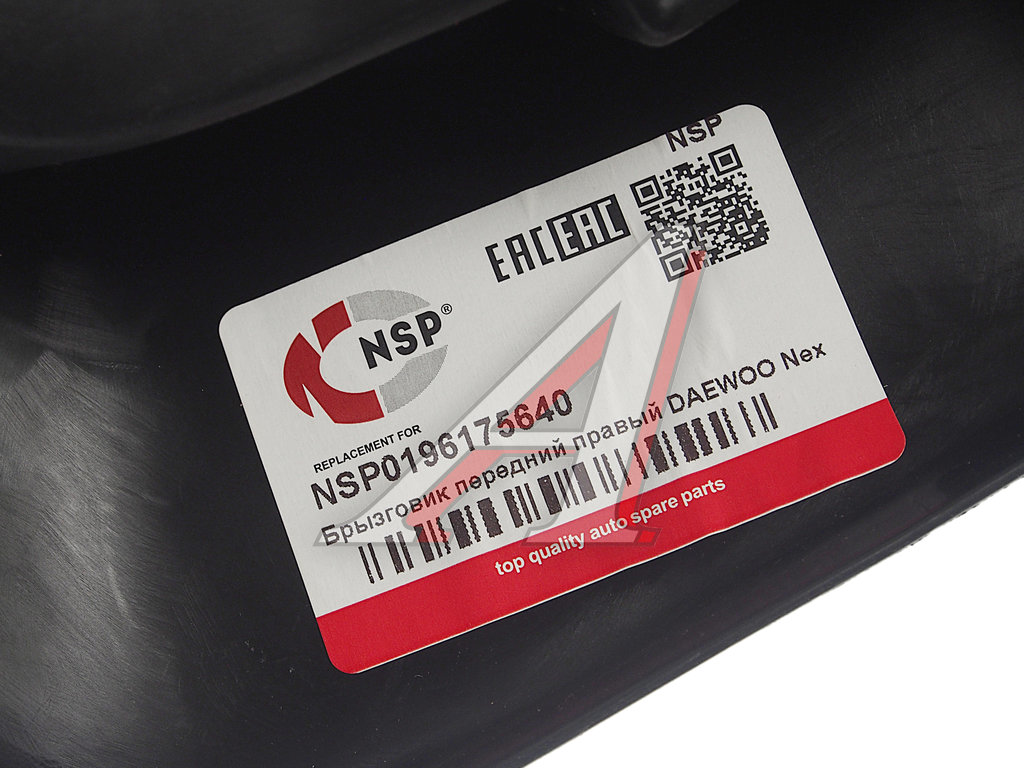 NSP
EAC EAC
NSP®
REPLACEMENT FOR
NSP0196175640
Брызговик передний правый DAEWOO Nex
top quality auto spare parts